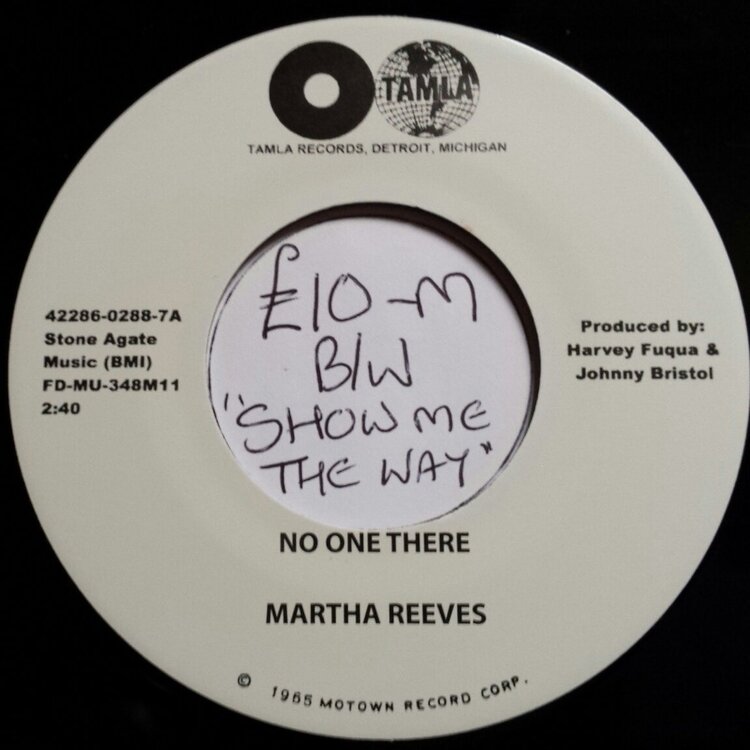 TAMLA
TAMLA RECORDS, DETROIT, MICHIGAN
£10 -M
B/W
"SHOW ME
THE WAY"
42286-0288-7A
Stone Agate
Music (BMI)
FD-MU-348M11
2:40
Produced by:
Harvey Fuqua &
Johnny Bristol
NO ONE THERE
MARTHA REEVES
© 1965 MOTOWN RECORD CORP.